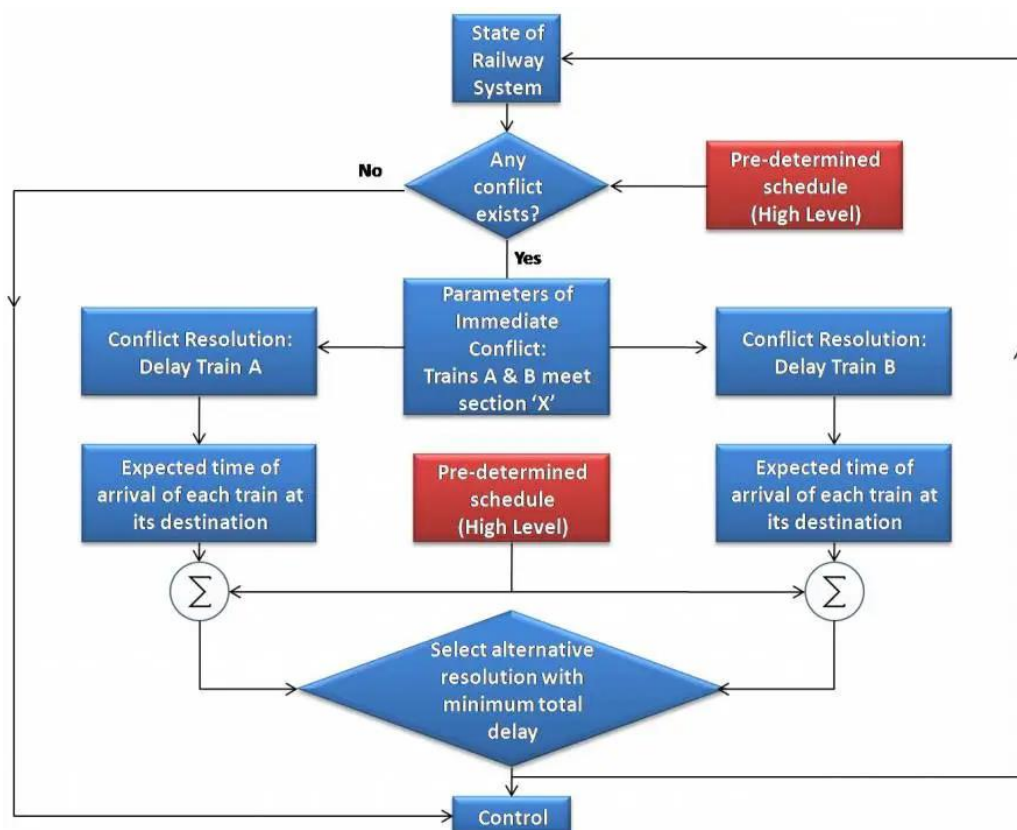 State of
Railway
System
Any
conflict
exists?
No
Pre-determined
schedule
(High Level)
Yes
Parameters of
Immediate
Conflict:
Trains A & B meet
section ‘X’
Conflict Resolution:
Delay Train A
Conflict Resolution:
Delay Train B
Expected time of
arrival of each train at
its destination
Pre-determined
schedule
(High Level)
Expected time of
arrival of each train at
its destination
Σ
Σ
Select alternative
resolution with
minimum total
delay
Control